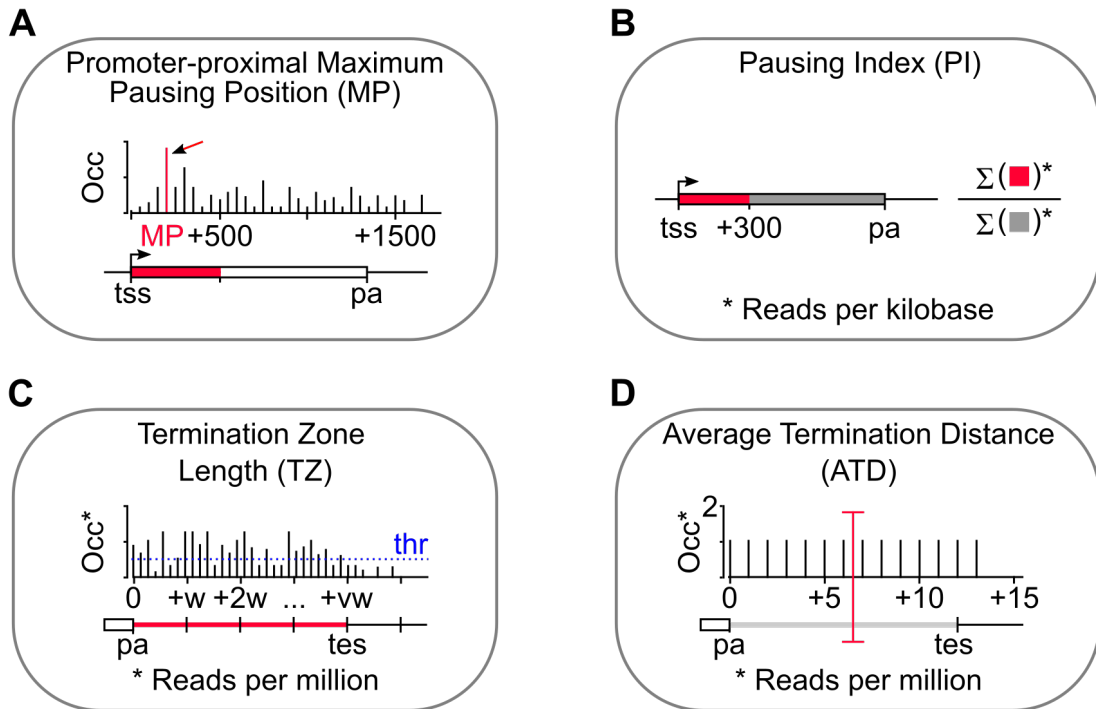 A
Promoter-proximal Maximum
Pausing Position (MP)
Occ
MP +500 +1500
tss pa
B
Pausing Index (PI)
Σ(  )*
Σ(  )*
tss +300 pa
* Reads per kilobase
C
Termination Zone
Length (TZ)
Occ*
thr
0 +w +2w ... +vw
pa tes
* Reads per million
D
Average Termination Distance
(ATD)
2
Occ*
0 +5 +10 +15
pa tes
* Reads per million